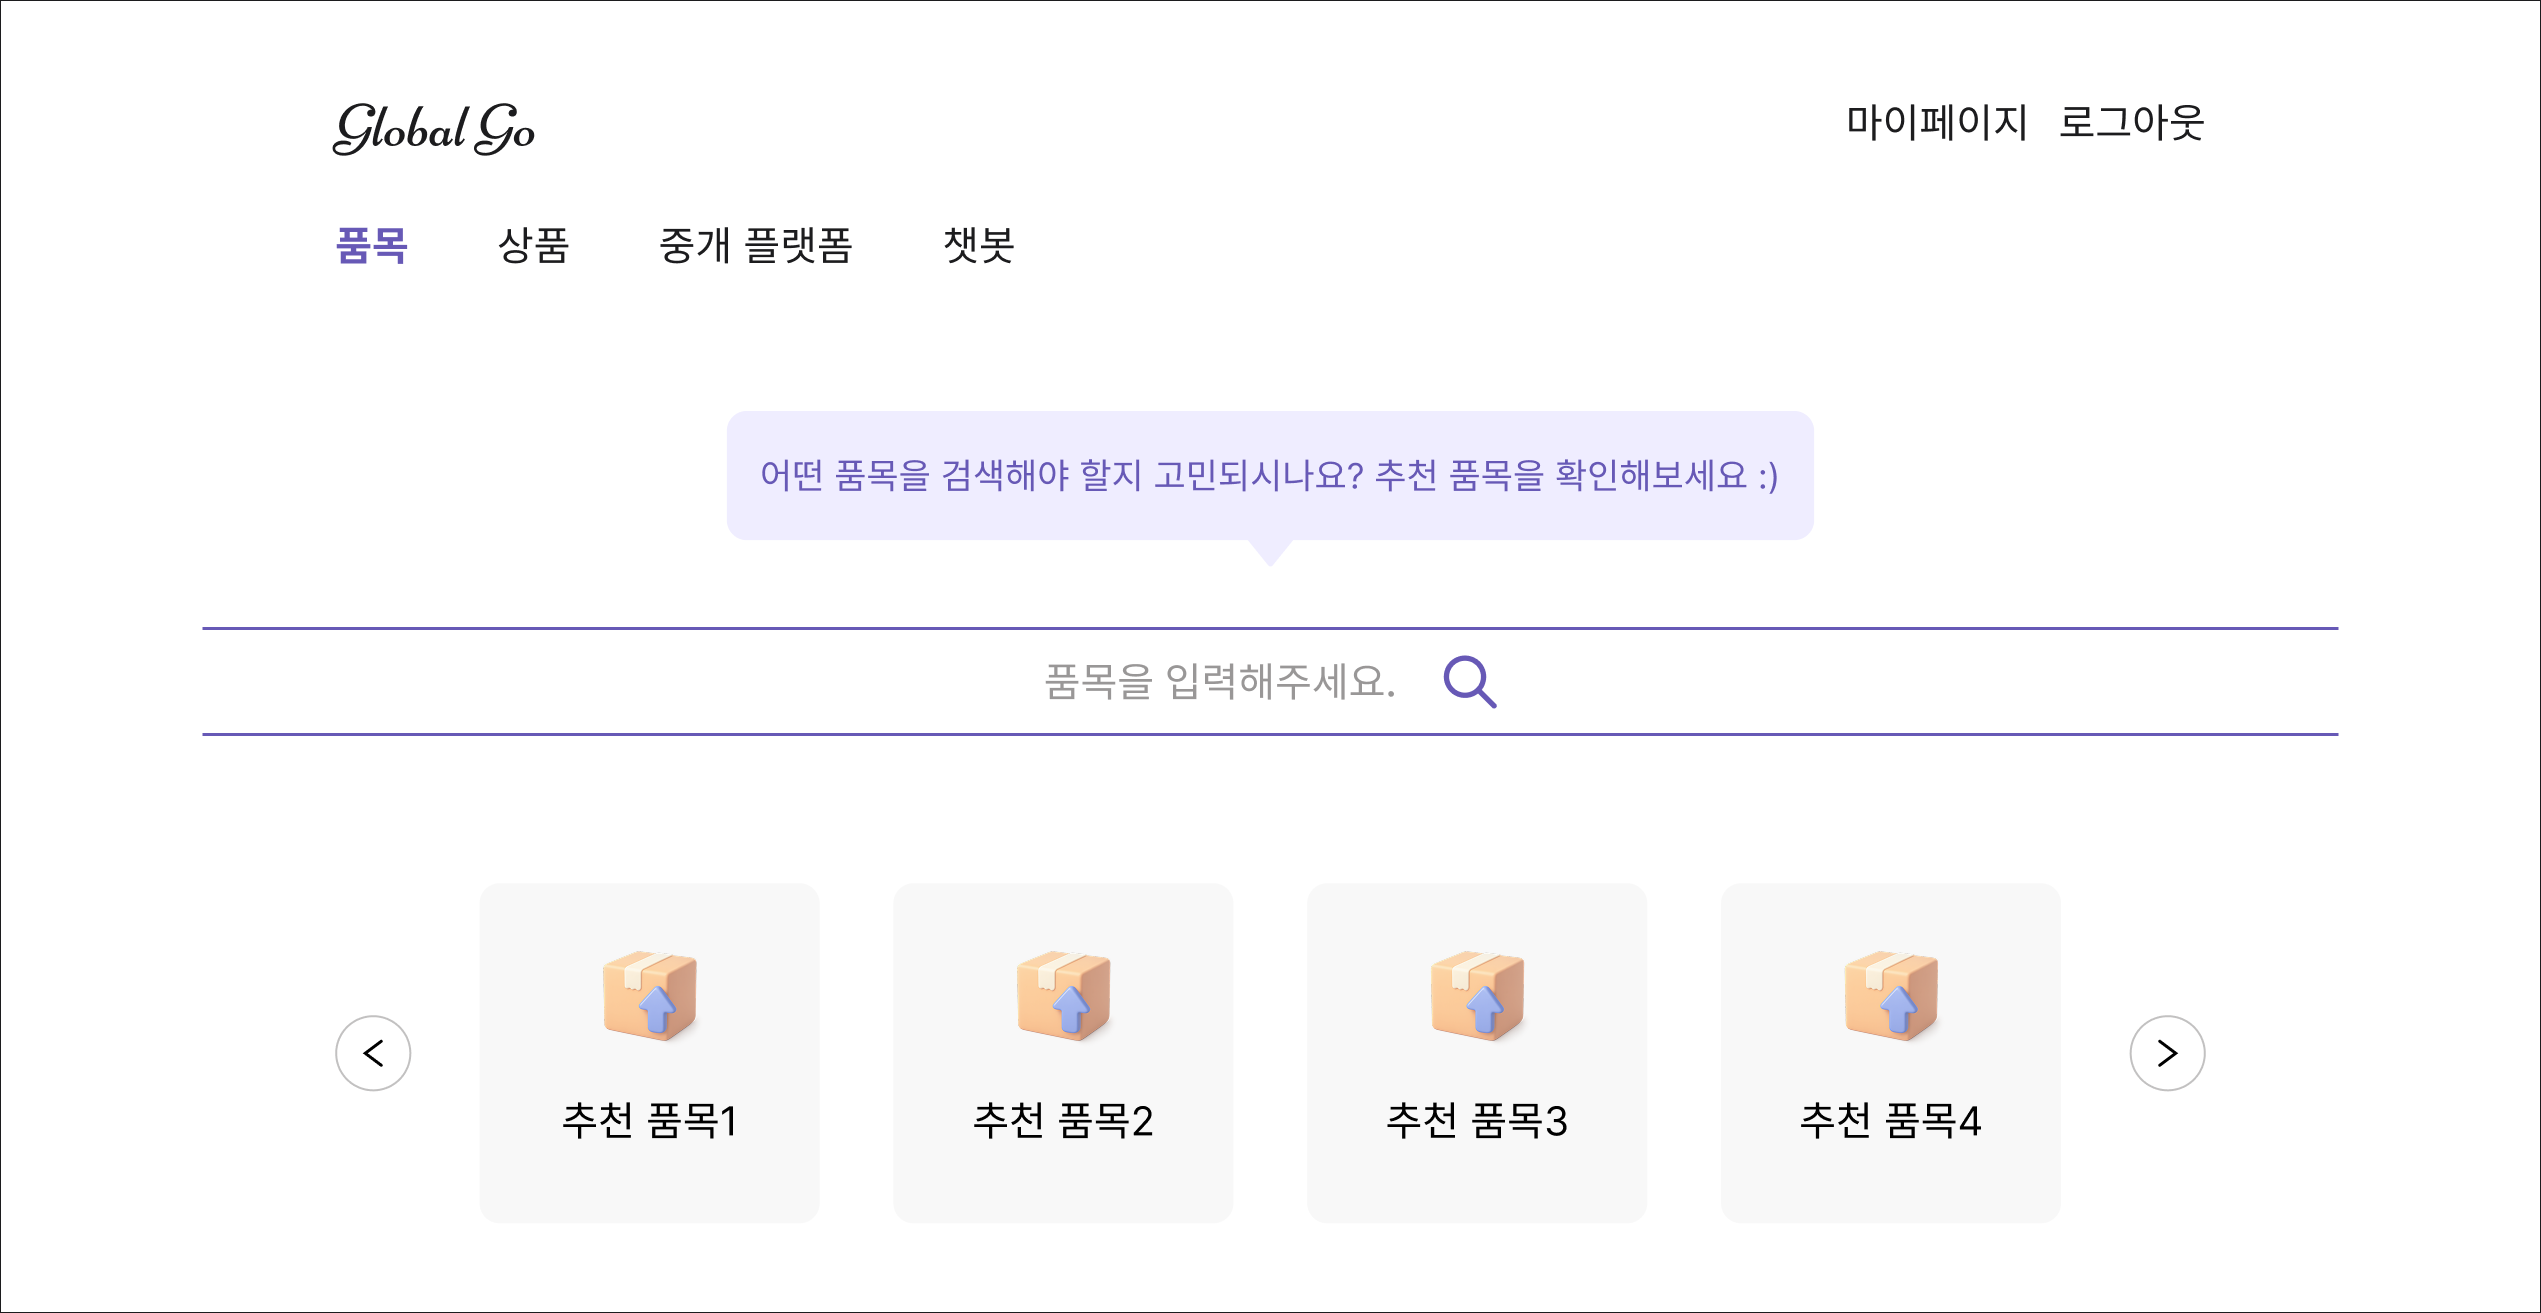 Global Go
마이페이지 로그아웃
품목 상품 중개 플랫폼 챗봇
어떤 품목을 검색해야 할지 고민되시나요? 추천 품목을 확인해보세요 :)
품목을 입력해주세요.
추천 품목1
추천 품목2
추천 품목3
추천 품목4